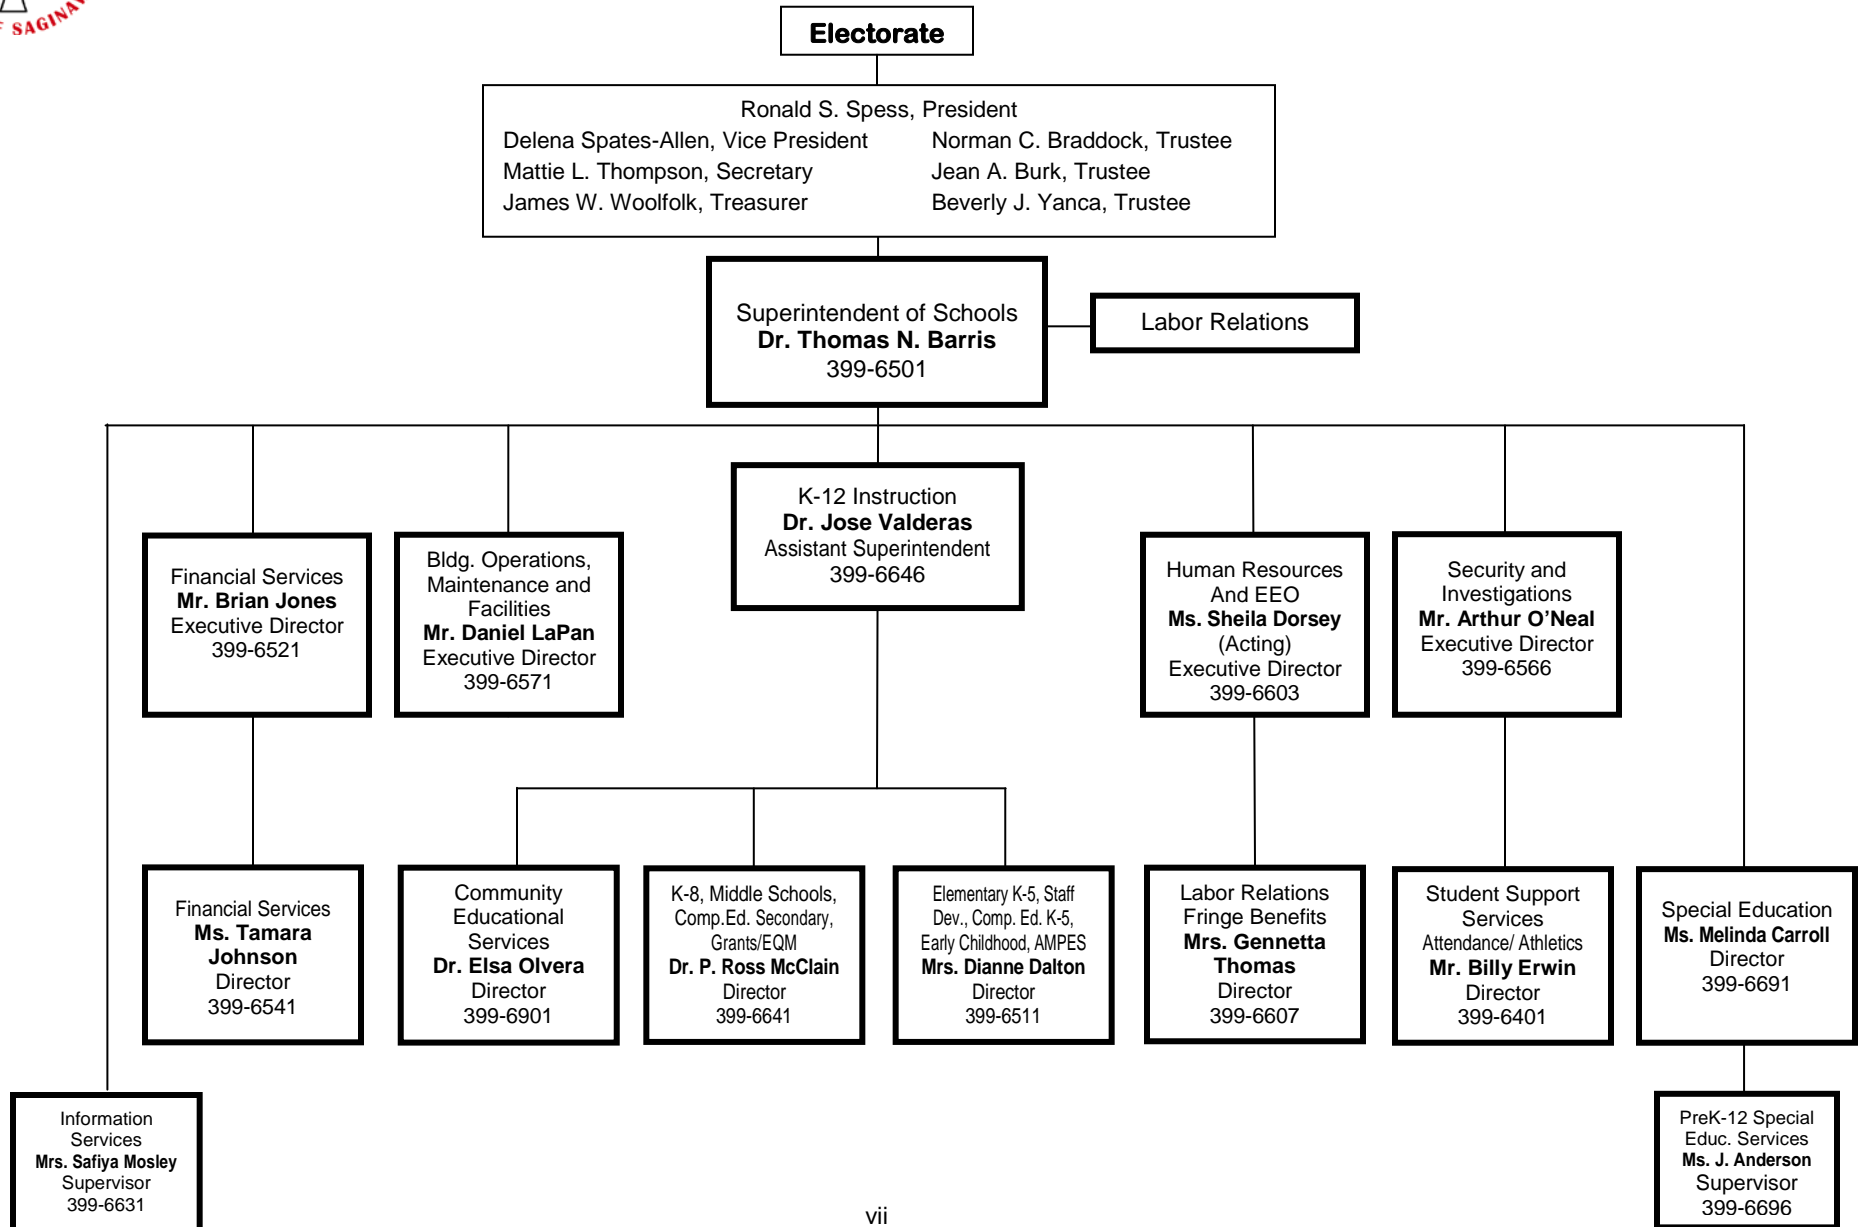 F SAGINAW
Electorate
Ronald S. Spess, President
Delena Spates-Allen, Vice President
Norman C. Braddock, Trustee
Mattie L. Thompson, Secretary
Jean A. Burk, Trustee
James W. Woolfolk, Treasurer
Beverly J. Yanca, Trustee
Superintendent of Schools
Dr. Thomas N. Barris
399-6501
Labor Relations
K-12 Instruction
Dr. Jose Valderas
Assistant Superintendent
399-6646
Financial Services
Mr. Brian Jones
Executive Director
399-6521
Bldg. Operations,
Maintenance and
Facilities
Mr. Daniel LaPan
Executive Director
399-6571
Human Resources
And EEO
Ms. Sheila Dorsey
(Acting)
Executive Director
399-6603
Security and
Investigations
Mr. Arthur O’Neal
Executive Director
399-6566
Financial Services
Ms. Tamara
Johnson
Director
399-6541
Community
Educational
Services
Dr. Elsa Olvera
Director
399-6901
K-8, Middle Schools,
Comp.Ed. Secondary,
Grants/EQM
Dr. P. Ross McClain
Director
399-6641
Elementary K-5, Staff
Dev., Comp. Ed. K-5,
Early Childhood, AMPES
Mrs. Dianne Dalton
Director
399-6511
Labor Relations
Fringe Benefits
Mrs. Gennetta
Thomas
Director
399-6607
Student Support
Services
Attendance/ Athletics
Mr. Billy Erwin
Director
399-6401
Special Education
Ms. Melinda Carroll
Director
399-6691
Information
Services
Mrs. Safiya Mosley
Supervisor
399-6631
PreK-12 Special
Educ. Services
Ms. J. Anderson
Supervisor
399-6696
vii